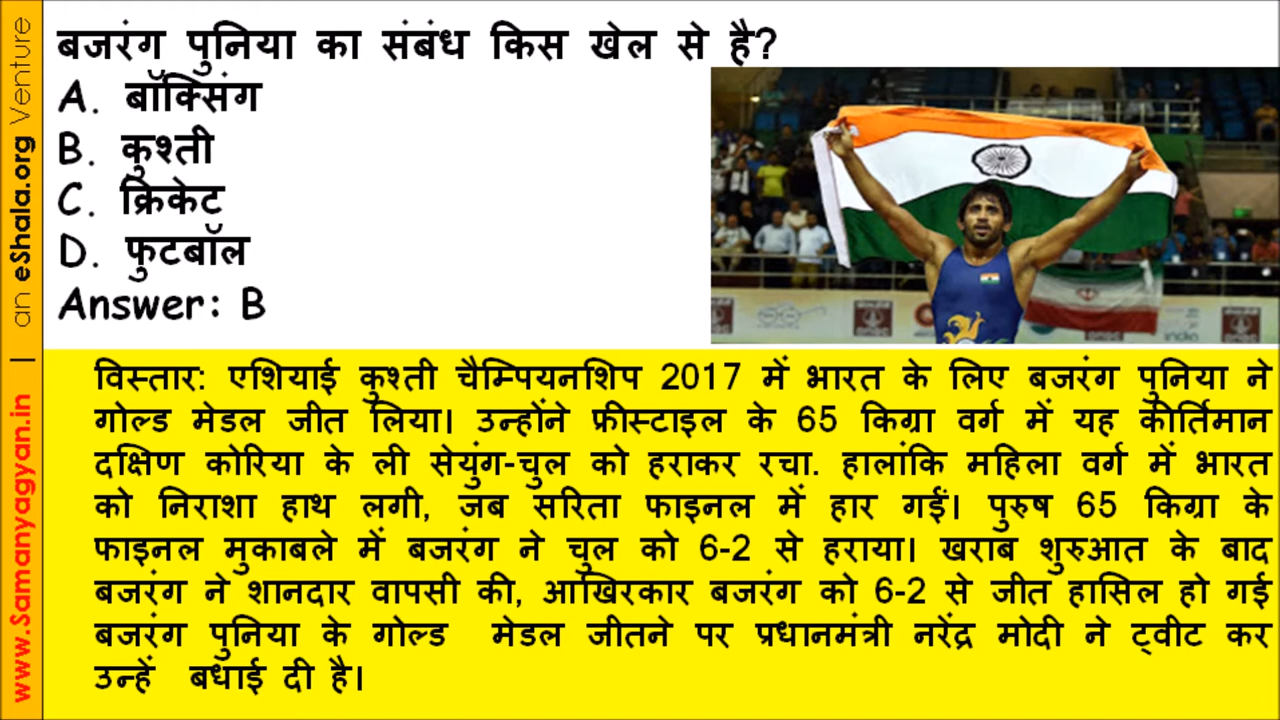 बजरंग पुनिया का संबंध किस खेल से है?
A. बॉक्सिंग
B. कुश्ती
C. क्रिकेट
D. फुटबॉल
Answer: B
विस्तार: एशियाई कुश्ती चैम्पियनशिप 2017 में भारत के लिए बजरंग पुनिया ने
गोल्ड मेडल जीत लिया। उन्होंने फ्रीस्टाइल के 65 किग्रा वर्ग में यह कीर्तिमान
दक्षिण कोरिया के ली सेयुंग-चुल को हराकर रचा. हालांकि महिला वर्ग में भारत
को निराशा हाथ लगी, जब सरिता फाइनल में हार गईं। पुरुष 65 किग्रा के
फाइनल मुकाबले में बजरंग ने चुल को 6-2 से हराया। खराब शुरुआत के बाद
बजरंग ने शानदार वापसी की, आखिरकार बजरंग को 6-2 से जीत हासिल हो गई
बजरंग पुनिया के गोल्ड मेडल जीतने पर प्रधानमंत्री नरेंद्र मोदी ने ट्वीट कर
उन्हें बधाई दी है।
www.Samanyagyan.in | an eShala.org Venture